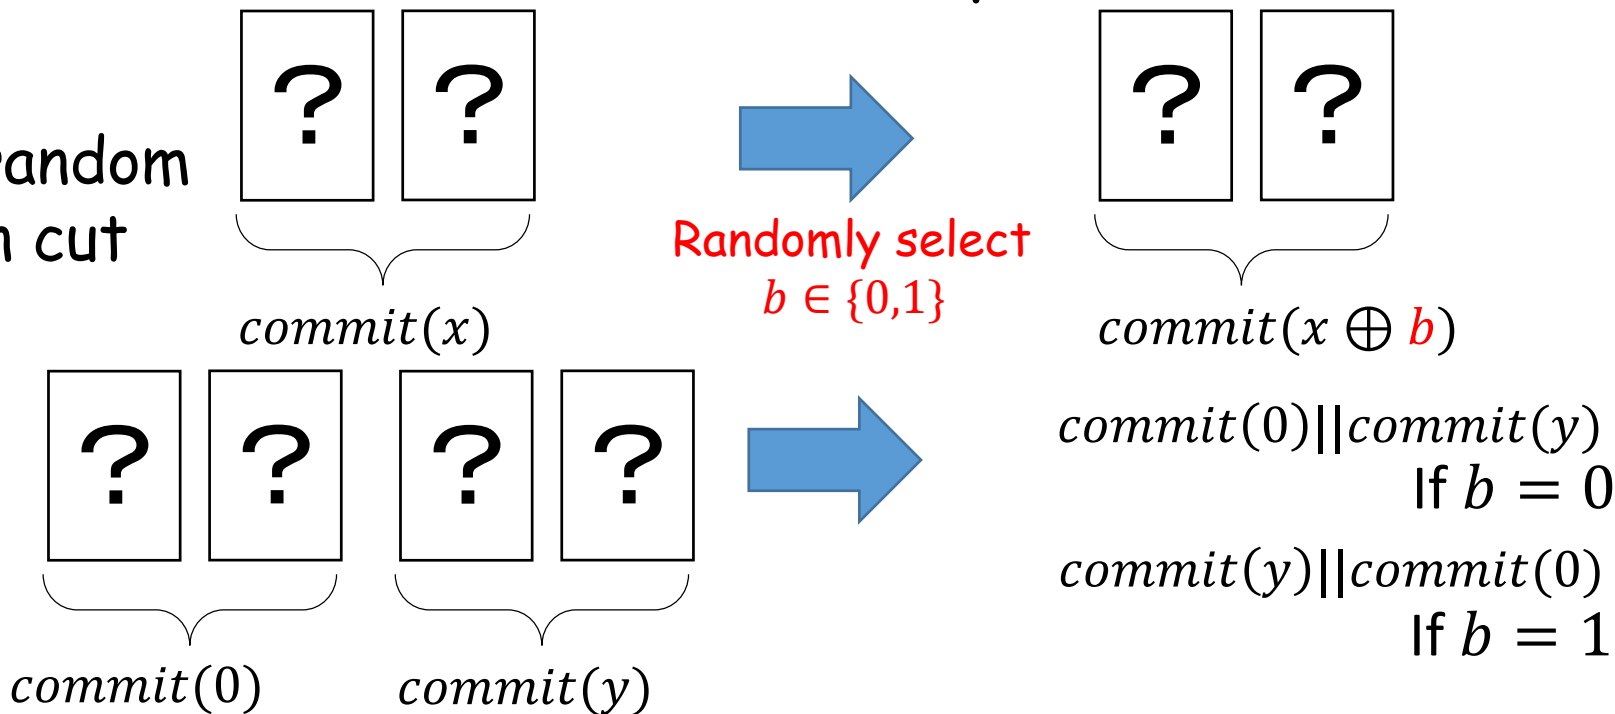 ? ? ? ?
random
cut
Randomly select
b ∈ {0,1}
commit(x)
commit(x ⊕ b)
? ? ? ?
commit(0)||commit(y)
If b = 0
commit(y)||commit(0)
If b = 1
commit(0) commit(y)